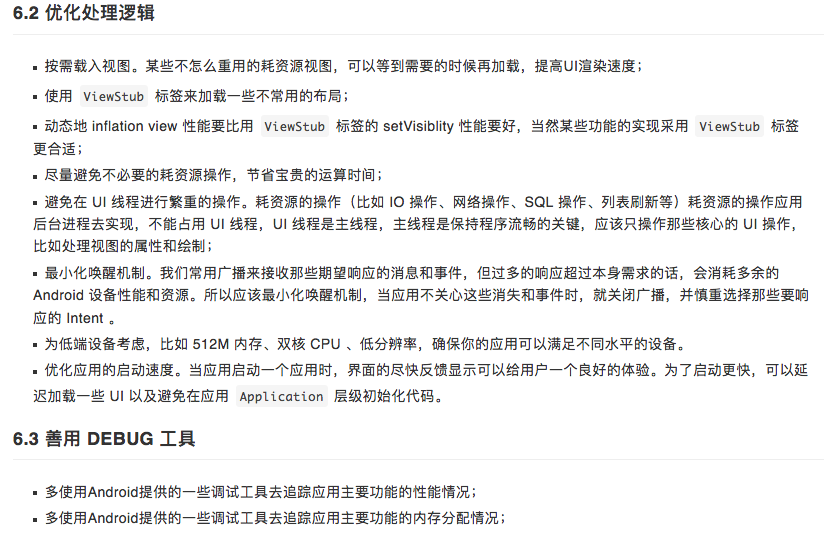 6.2 优化处理逻辑
▪ 按需载入视图。某些不怎么重用的耗资源视图，可以等到需要的时候再加载，提高UI渲染速度；
▪ 使用 ViewStub 标签来加载一些不常用的布局；
▪ 动态地 inflation view 性能要比用 ViewStub 标签的 setVisiblity 性能要好，当然某些功能的实现采用 ViewStub 标签
更合适；
▪ 尽量避免不必要的耗资源操作，节省宝贵的运算时间；
▪ 避免在 UI 线程进行繁重的操作。耗资源的操作（比如 IO 操作、网络操作、SQL 操作、列表刷新等）耗资源的操作应用
后台进程去实现，不能占用 UI 线程，UI 线程是主线程，主线程是保持程序流畅的关键，应该只操作那些核心的 UI 操作，
比如处理视图的属性和绘制；
▪ 最小化唤醒机制。我们常用广播来接收那些期望响应的消息和事件，但过多的响应超过本身需求的话，会消耗多余的
Android 设备性能和资源。所以应该最小化唤醒机制，当应用不关心这些消失和事件时，就关闭广播，并慎重选择那些要响
应的 Intent 。
▪ 为低端设备考虑，比如 512M 内存、双核 CPU 、低分辨率，确保你的应用可以满足不同水平的设备。
▪ 优化应用的启动速度。当应用启动一个应用时，界面的尽快反馈显示可以给用户一个良好的体验。为了启动更快，可以延
迟加载一些 UI 以及避免在应用 Application 层级初始化代码。
6.3 善用 DEBUG 工具
▪ 多使用Android提供的一些调试工具去追踪应用主要功能的性能情况；
▪ 多使用Android提供的一些调试工具去追踪应用主要功能的内存分配情况；